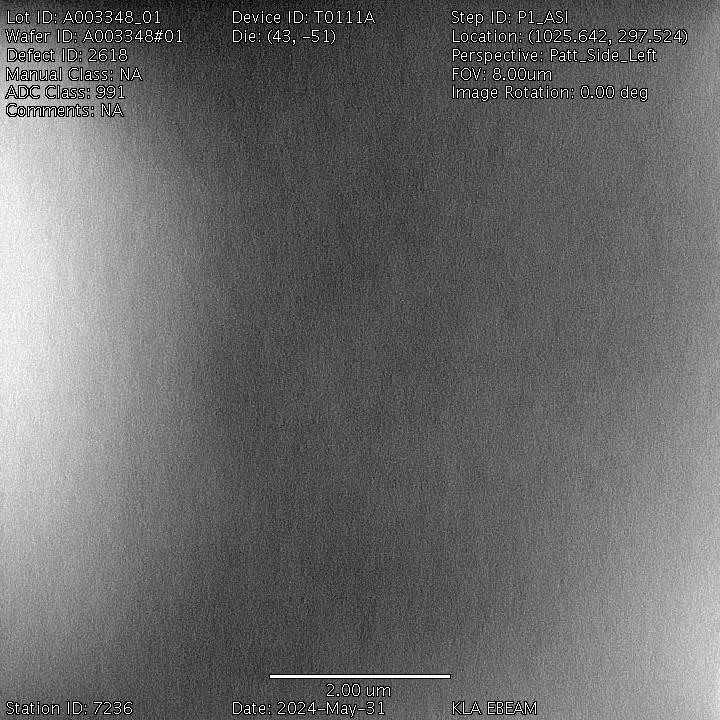 Lot ID: A003348_01
Wafer ID: A003348#01
Defect ID: 2618
Manual Class: NA
ADC Class: 991
Comments: NA
Device ID: T0111A
Die: (43, -51)
Step ID: P1_ASI
Location: (1025.642, 297.524)
Perspective: Patt_Side_Left
FOV: 8.00um
Image Rotation: 0.00 deg
2.00 um
Station ID: 7236
Date: 2024-May-31
KLA EBEAM